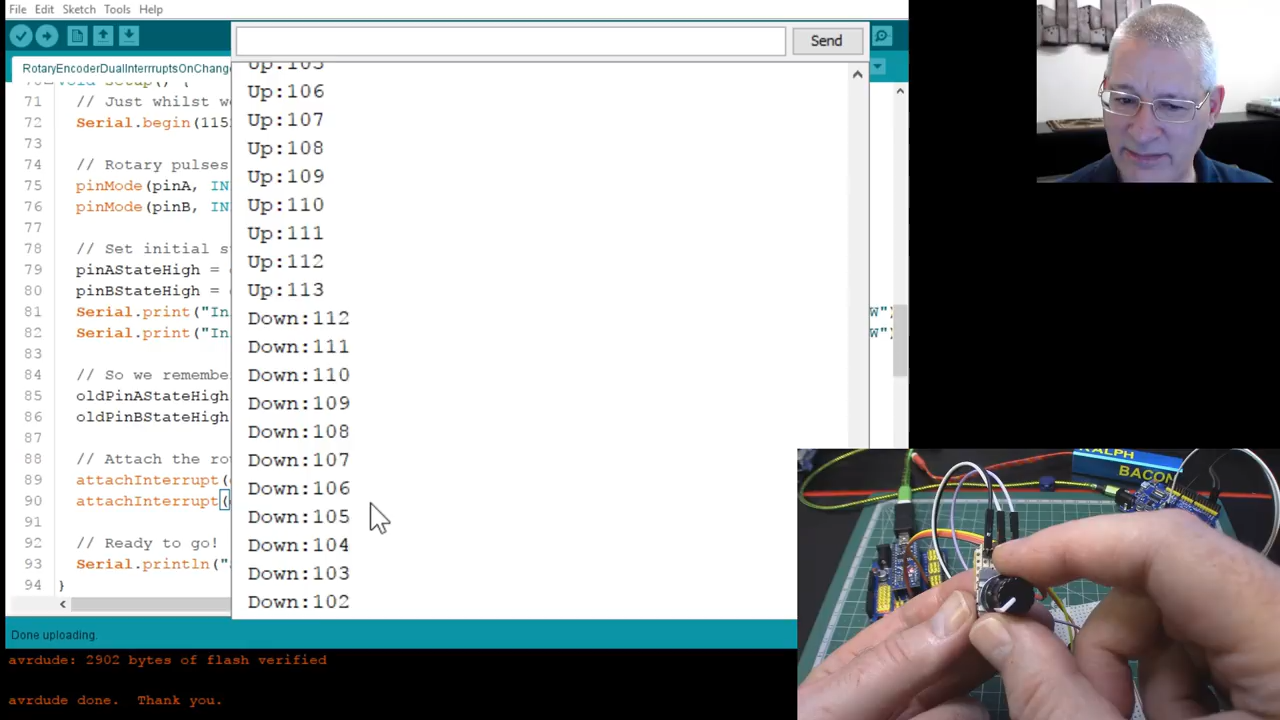 File Edit Sketch Tools Help
Send
RotaryEncoderDualInterrruptsOnChang
Up:105
Up:106
Up:107
Up:108
Up:109
Up:110
Up:111
Up:112
Up:113
Down:112
Down:111
Down:110
Down:109
Down:108
Down:107
Down:106
Down:105
Down:104
Down:103
Down:102
71 // Just whilst w
72 Serial.begin(115
73
74 // Rotary pulses
75 pinMode(pinA, IN
76 pinMode(pinB, IN
77
78 // Set initial s
79 pinAStateHigh =
80 pinBStateHigh =
81 Serial.print("In W")
82 Serial.print("In W")
83
84 // So we remembe
85 oldPinAStateHigh
86 oldPinBStateHigh
87
88 // Attach the ro
89 attachInterrupt(
90 attachInterrupt(
91
92 // Ready to go!
93 Serial.println("
94 }
Done uploading.
avrdude: 2902 bytes of flash verified
avrdude done. Thank you.
RALPH
BACON